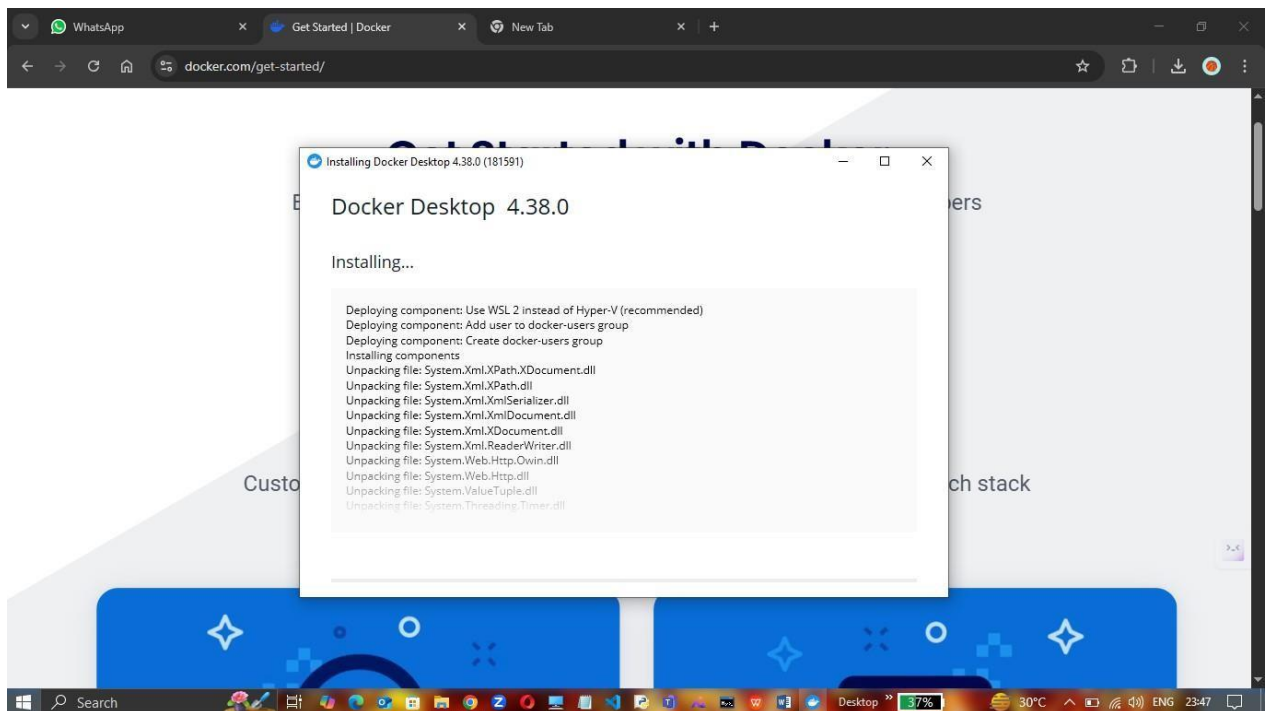 WhatsApp
Get Started | Docker
New Tab
docker.com/get-started/
Installing Docker Desktop 4.38.0 (181591)
Docker Desktop 4.38.0
Installing...
Deploying component: Use WSL 2 instead of Hyper-V (recommended)
Deploying component: Add user to docker-users group
Deploying component: Create docker-users group
Installing components
Unpacking file: System.Xml.XPath.XDocument.dll
Unpacking file: System.Xml.XPath.dll
Unpacking file: System.Xml.XmlSerializer.dll
Unpacking file: System.Xml.XmlDocument.dll
Unpacking file: System.Xml.XDocument.dll
Unpacking file: System.Xml.ReaderWriter.dll
Unpacking file: System.Web.Http.Owin.dll
Unpacking file: System.Web.Http.dll
Unpacking file: System.ValueTuple.dll
Unpacking file: System.Threading.Timer.dll
ers
Custo
ch stack
Search
Desktop
37%
30°C
ENG
23:47